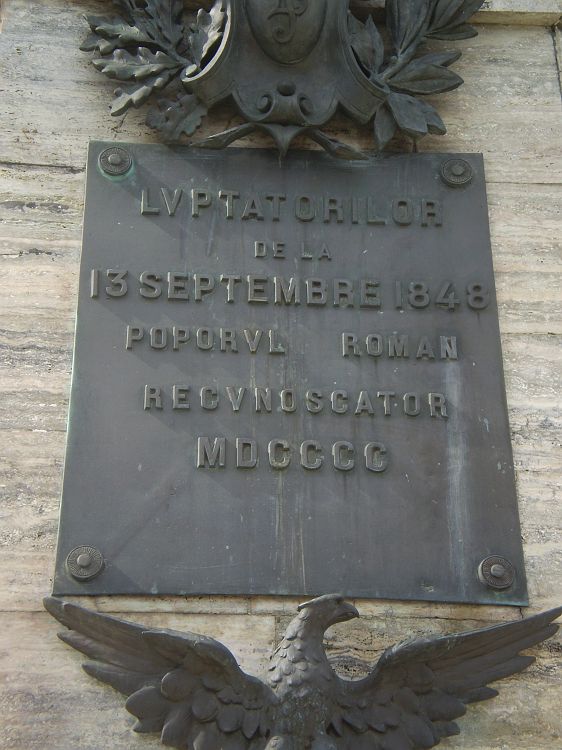 LVPTATORILOR
DE LA
13 SEPTEMBRE 1848
POPORVL ROMAN
RECVNOSCATOR
MDCCCC